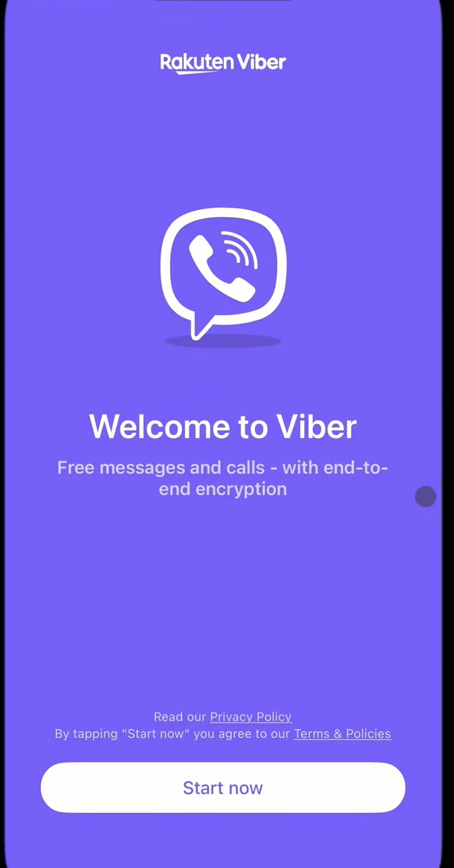 Rakuten Viber
Welcome to Viber
Free messages and calls - with end-to-
end encryption
Read our Privacy Policy
By tapping "Start now" you agree to our Terms & Policies
Start now